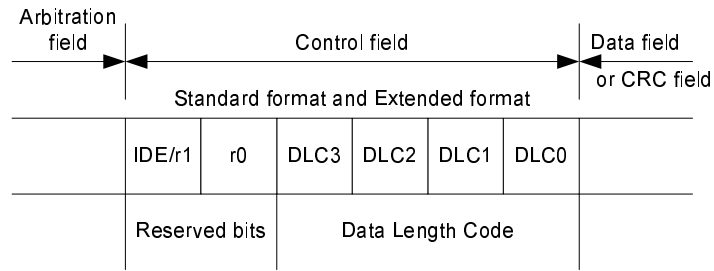 Arbitration
field
Control field
Data field
or CRC field
Standard format and Extended format
IDE/r1 r0 DLC3 DLC2 DLC1 DLC0
Reserved bits Data Length Code